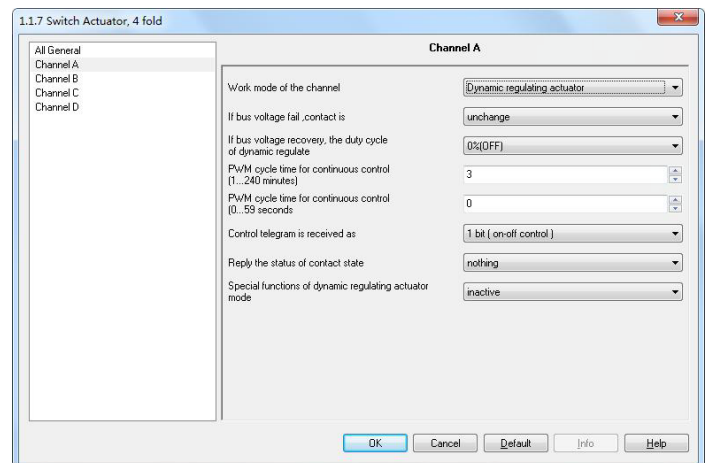 1.1.7 Switch Actuator, 4 fold
All General
Channel A
Channel B
Channel C
Channel D
Channel A
Work mode of the channel
Dynamic regulating actuator
If bus voltage fail ,contact is
unchange
If bus voltage recovery, the duty cycle
of dynamic regulate
0%(OFF)
PWM cycle time for continuous control
(1...240 minutes)
3
PWM cycle time for continuous control
(0...59 seconds
0
Control telegram is received as
1 bit ( on-off control )
Reply the status of contact state
nothing
Special functions of dynamic regulating actuator
mode
inactive
OK
Cancel
Default
Info
Help